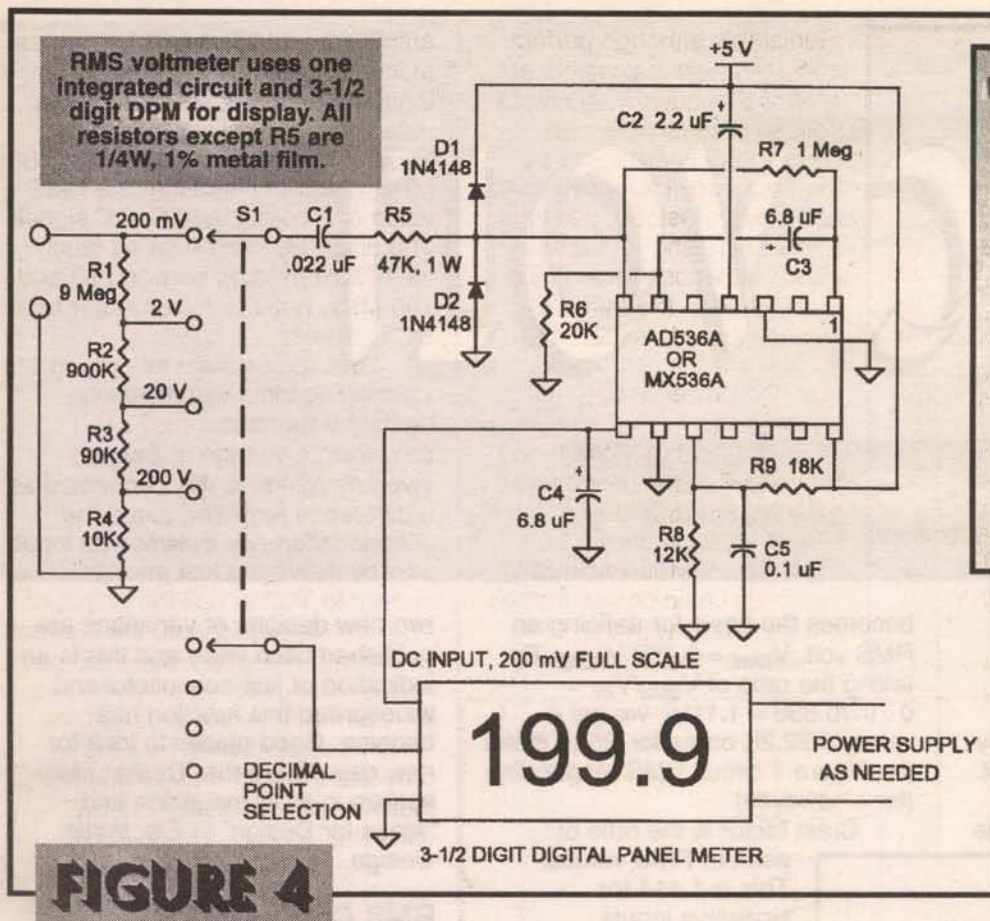 RMS voltmeter uses one
integrated circuit and 3-1/2
digit DPM for display. All
resistors except R5 are
1/4W, 1% metal film.
+5 V
C2 2.2 uF
+
D1
1N4148
R7 1 Meg
200 mV
S1
C1
.022 uF
R5
47K, 1 W
6.8 uF
+
C3
R1
9 Meg
D2
1N4148
2 V
R6
20K
1
AD536A
OR
MX536A
R2
900K
20 V
R3
90K
200 V
R9 18K
+
C4
6.8 uF
R4
10K
R8
12K
C5
0.1 uF
DC INPUT, 200 mV FULL SCALE
199.9
POWER SUPPLY
AS NEEDED
DECIMAL
POINT
SELECTION
3-1/2 DIGIT DIGITAL PANEL METER
FIGURE 4